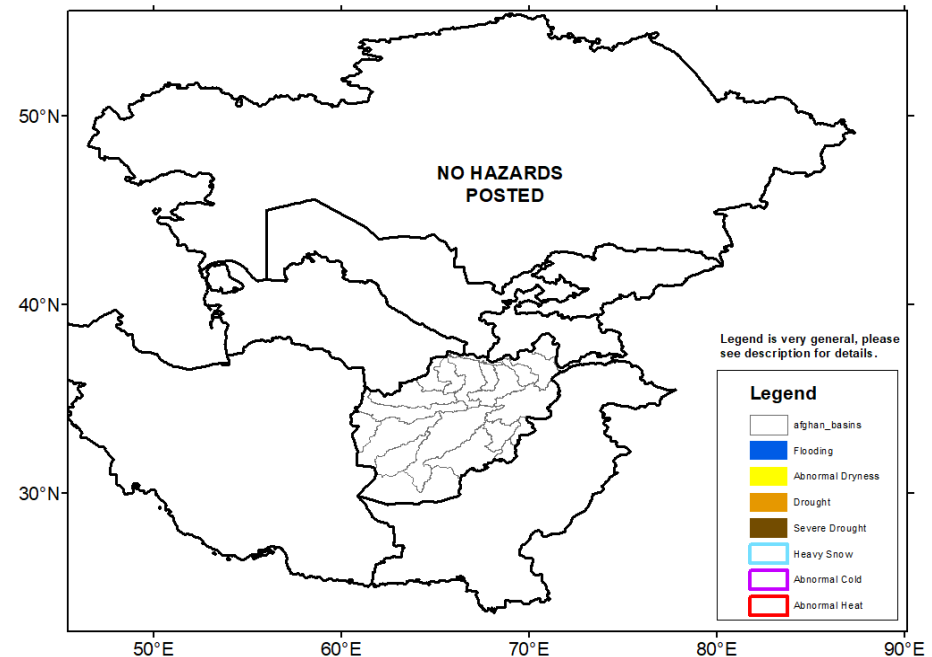 50°N
40°N
30°N
NO HAZARDS
POSTED
Legend is very general, please
see description for details.
Legend
afghan_basins
Flooding
Abnormal Dryness
Drought
Severe Drought
Heavy Snow
Abnormal Cold
Abnormal Heat
50°E
60°E
70°E
80°E
90°E